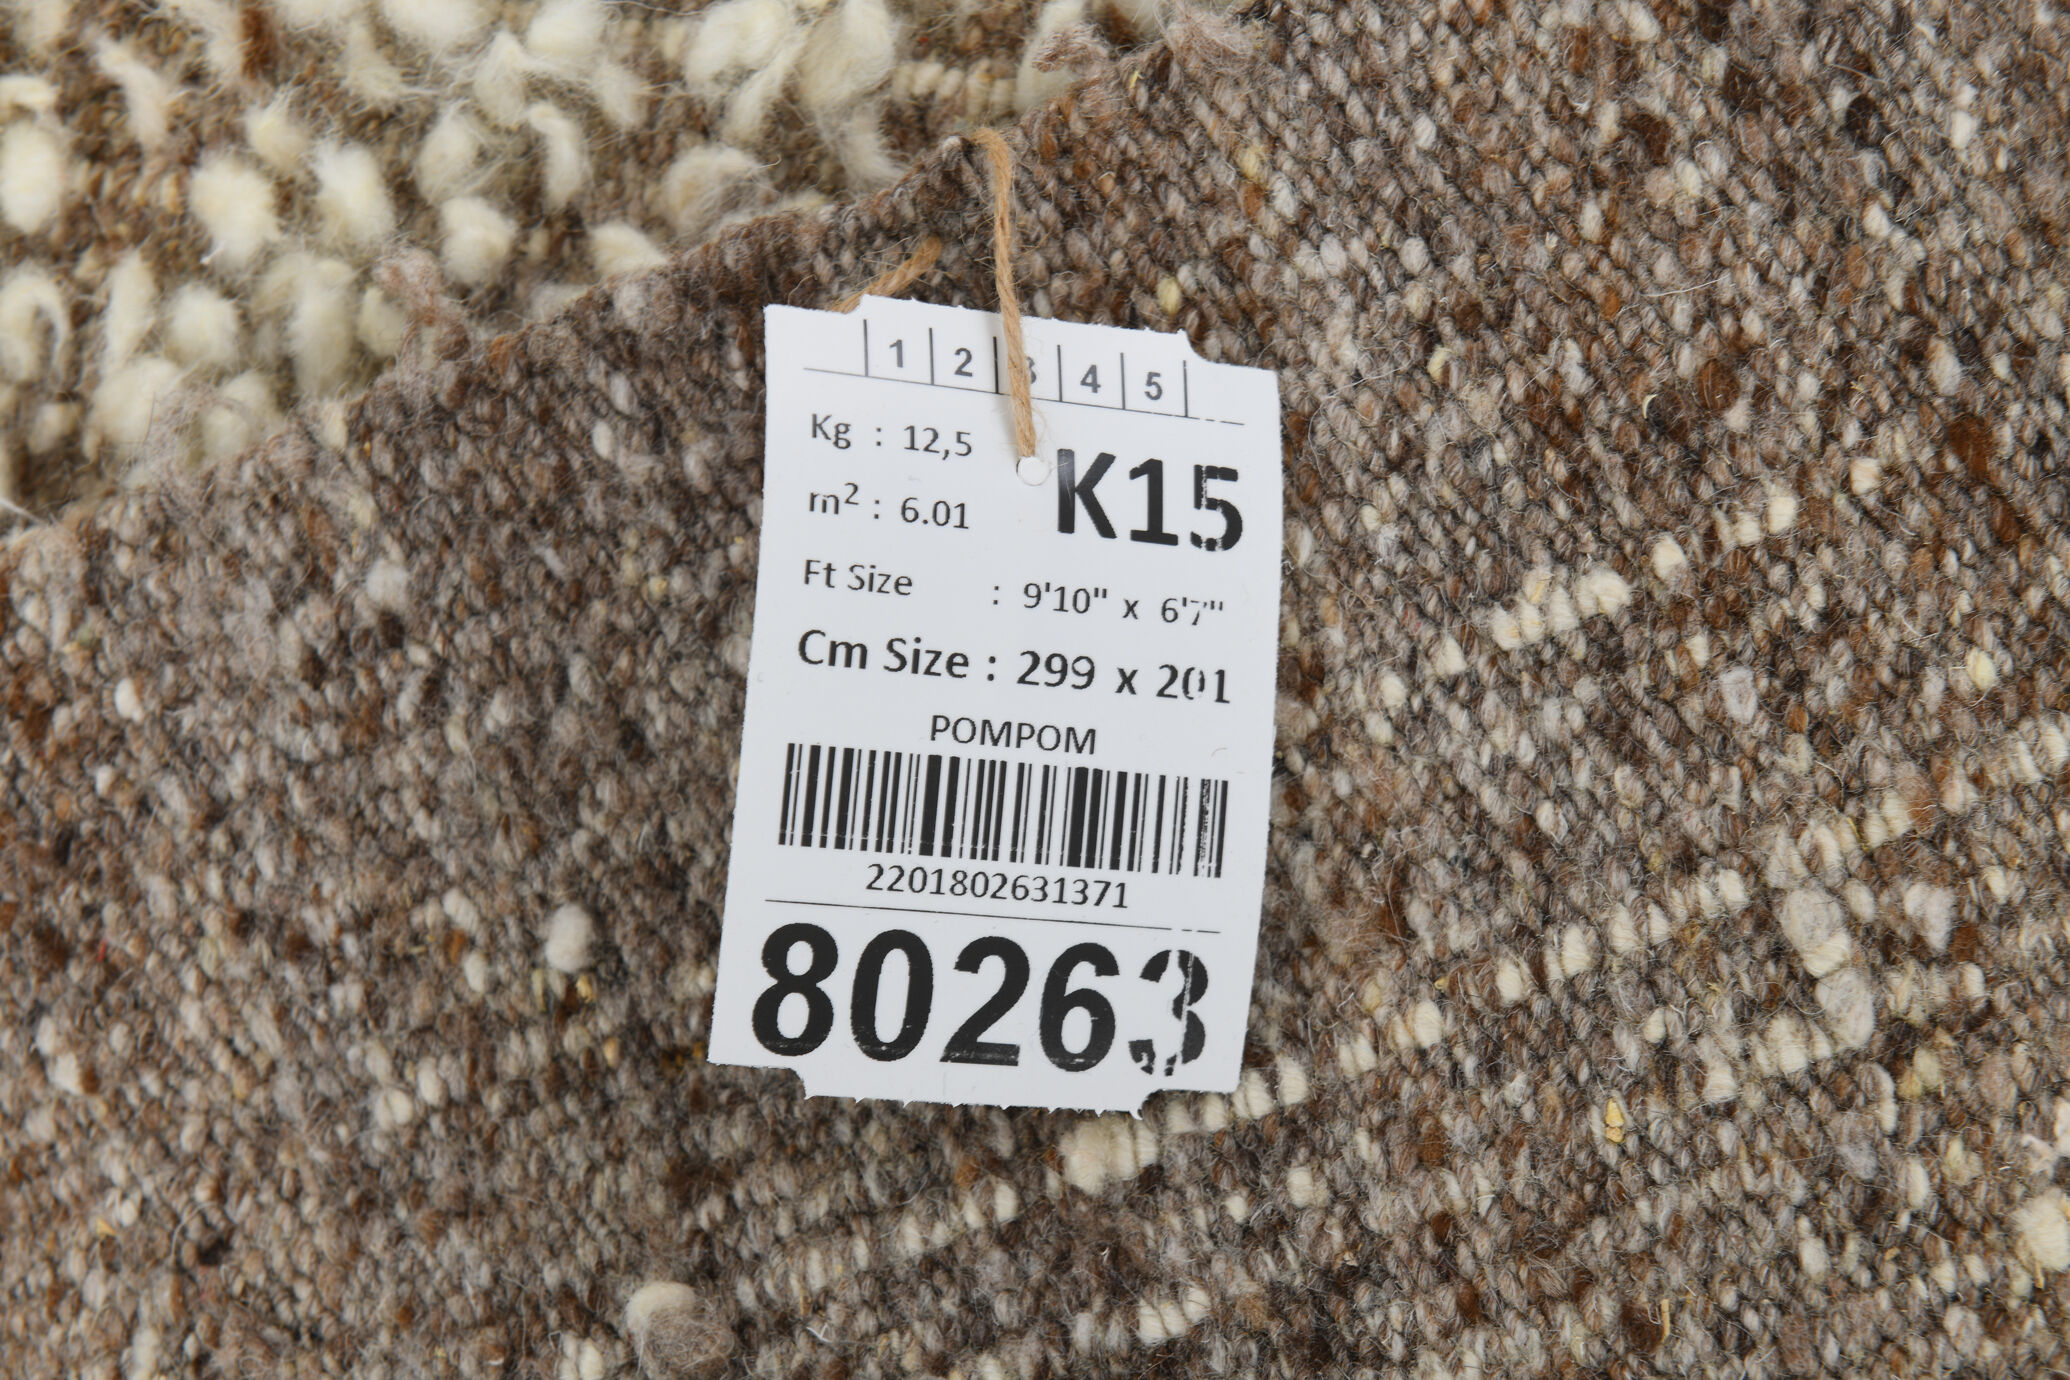 1 2 3 4 5
Kg : 12,5
K15
m² : 6.01
Ft Size : 9'10" x 6'7"
Cm Size : 299 x 201
POMPOM
2201802631371
80263